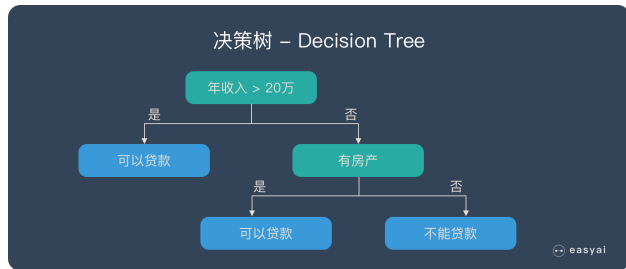 决策树 – Decision Tree
年收入 > 20万
是
否
可以贷款
有房产
是
否
可以贷款
不能贷款
easyai